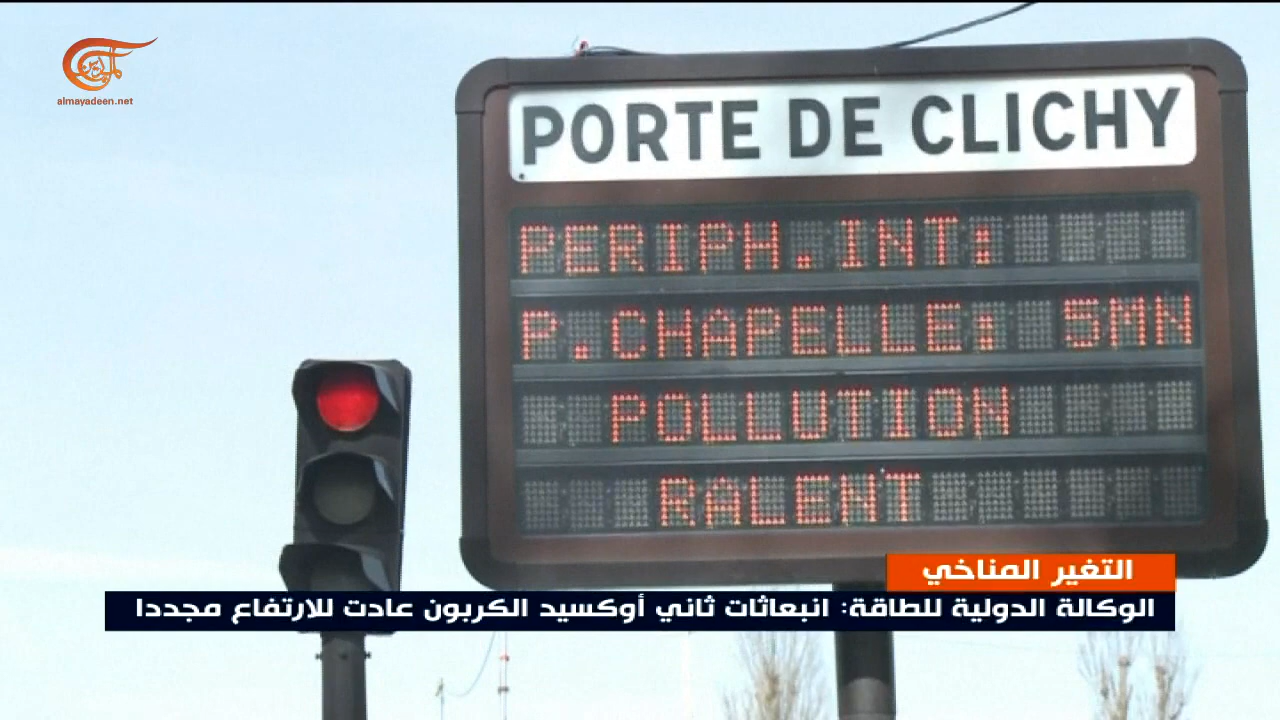 الميادين
almayadeen.net
PORTE DE CLICHY
PERIPH.INT:
P.CHAPELLE: 5MN
POLLUTION
RALENT
التغير المناخي
الوكالة الدولية للطاقة: انبعاثات ثاني أوكسيد الكربون عادت للارتفاع مجددا